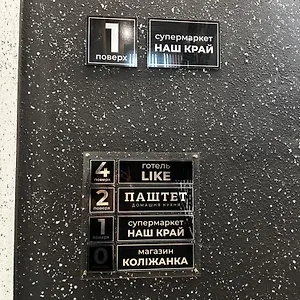 1
поверх
супермаркет
НАШ КРАЙ
4
поверх
готель
LIKE
2
поверх
ПАШТЕТ
ДОМАШНЯ КУХНЯ
1
поверх
супермаркет
НАШ КРАЙ
0
магазин
КОЛІЖАНКА